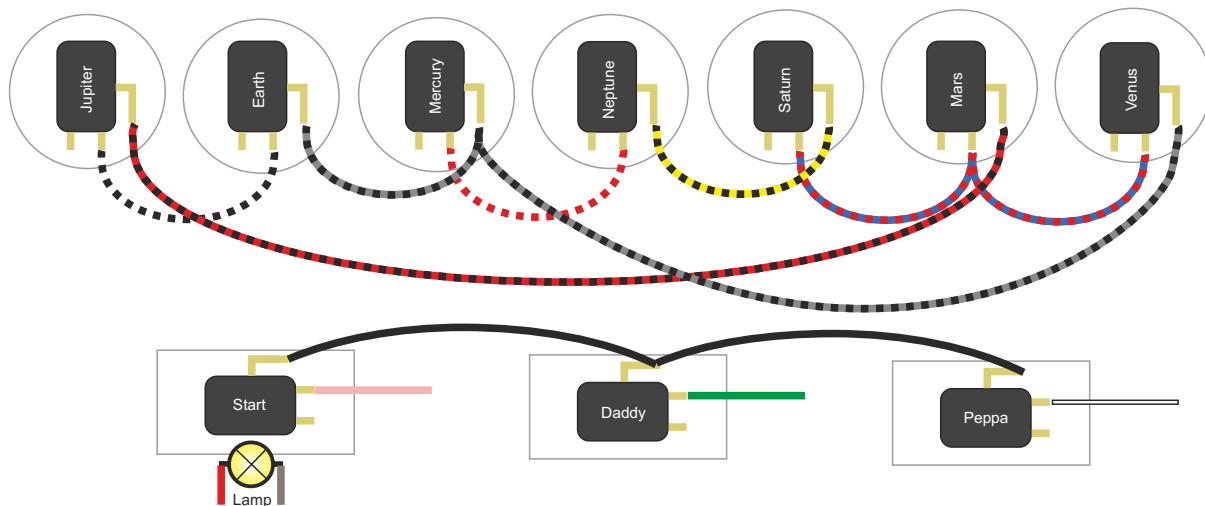 Jupiter
Earth
Mercury
Neptune
Saturn
Mars
Venus
Start
Daddy
Peppa
Lamp